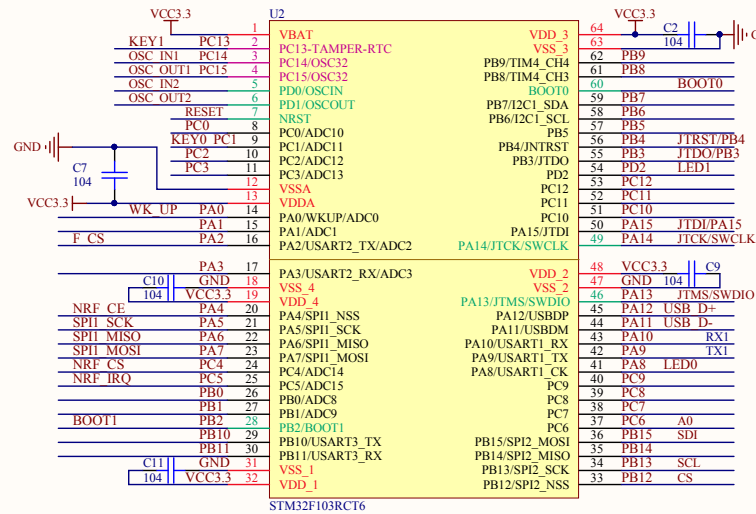 VCC3.3 U2 VCC3.3
1 VBAT VDD_3 64 C2
VSS_3 63 104
KEY1 PC13 2 PC13-TAMPER-RTC PB9/TIM4_CH4 62 PB9
OSC_IN1 PC14 3 PC14/OSC32 PB8/TIM4_CH3 61 PB8
OSC_OUT1 PC15 4 PC15/OSC32 BOOT0 60 BOOT0
OSC_IN2 5 PD0/OSCIN PB7/I2C1_SDA 59 PB7
OSC_OUT2 6 PD1/OSCOUT PB6/I2C1_SCL 58 PB6
RESET 7 NRST PB5 57 PB5
PC0 8 PC0/ADC10 PB4/JNTRST 56 PB4 JTRST/PB4
KEY0 PC1 9 PC1/ADC11 PB3/JTDO 55 PB3 JTDO/PB3
GND PC2 10 PC2/ADC12 PD2 54 PD2 LED1
C7 PC3 11 PC3/ADC13 PC12 53 PC12
104 12 VSSA PC11 52 PC11
VCC3.3 13 VDDA PC10 51 PC10
WK_UP PA0 14 PA0/WKUP/ADC0 PA15/JTDI 50 PA15 JTDI/PA15
PA1 15 PA1/ADC1 PA14/JTCK/SWCLK 49 PA14 JTCK/SWCLK
F_CS PA2 16 PA2/USART2_TX/ADC2
PA3 17 PA3/USART2_RX/ADC3 VDD_2 48 VCC3.3 C9
C10 GND 18 VSS_4 VSS_2 47 GND 104
104 VCC3.3 19 VDD_4 PA13/JTMS/SWDIO 46 PA13 JTMS/SWDIO
NRF_CE PA4 20 PA4/SPI1_NSS PA12/USBDP 45 PA12 USB_D+
SPI1_SCK PA5 21 PA5/SPI1_SCK PA11/USBDM 44 PA11 USB_D-
SPI1_MISO PA6 22 PA6/SPI1_MISO PA10/USART1_RX 43 PA10 RX1
SPI1_MOSI PA7 23 PA7/SPI1_MOSI PA9/USART1_TX 42 PA9 TX1
NRF_CS PC4 24 PC4/ADC14 PA8/USART1_CK 41 PA8 LED0
NRF_IRQ PC5 25 PC5/ADC15 PC9 40 PC9
PB0 26 PB0/ADC8 PC8 39 PC8
PB1 27 PB1/ADC9 PC7 38 PC7
BOOT1 PB2 28 PB2/BOOT1 PC6 37 PC6 A0
PB10 29 PB10/USART3_TX PB15/SPI2_MOSI 36 PB15 SDI
PB11 30 PB11/USART3_RX PB14/SPI2_MISO 35 PB14
C11 GND 31 VSS_1 PB13/SPI2_SCK 34 PB13 SCL
104 VCC3.3 32 VDD_1 PB12/SPI2_NSS 33 PB12 CS
STM32F103RCT6